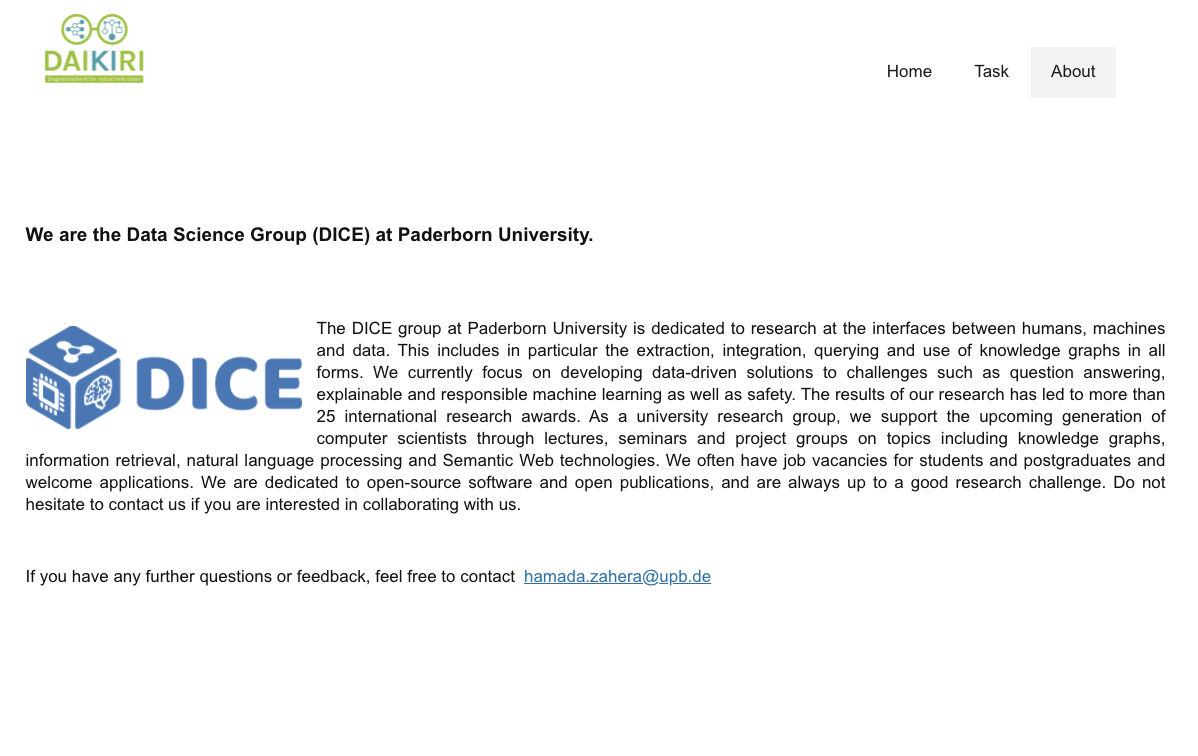 DAIKIRI
Diagnostische KI für industrielle Daten
Home Task About
We are the Data Science Group (DICE) at Paderborn University.
DICE
The DICE group at Paderborn University is dedicated to research at the interfaces between humans, machines
and data. This includes in particular the extraction, integration, querying and use of knowledge graphs in all
forms. We currently focus on developing data-driven solutions to challenges such as question answering,
explainable and responsible machine learning as well as safety. The results of our research has led to more than
25 international research awards. As a university research group, we support the upcoming generation of
computer scientists through lectures, seminars and project groups on topics including knowledge graphs,
information retrieval, natural language processing and Semantic Web technologies. We often have job vacancies for students and postgraduates and
welcome applications. We are dedicated to open-source software and open publications, and are always up to a good research challenge. Do not
hesitate to contact us if you are interested in collaborating with us.
If you have any further questions or feedback, feel free to contact hamada.zahera@upb.de